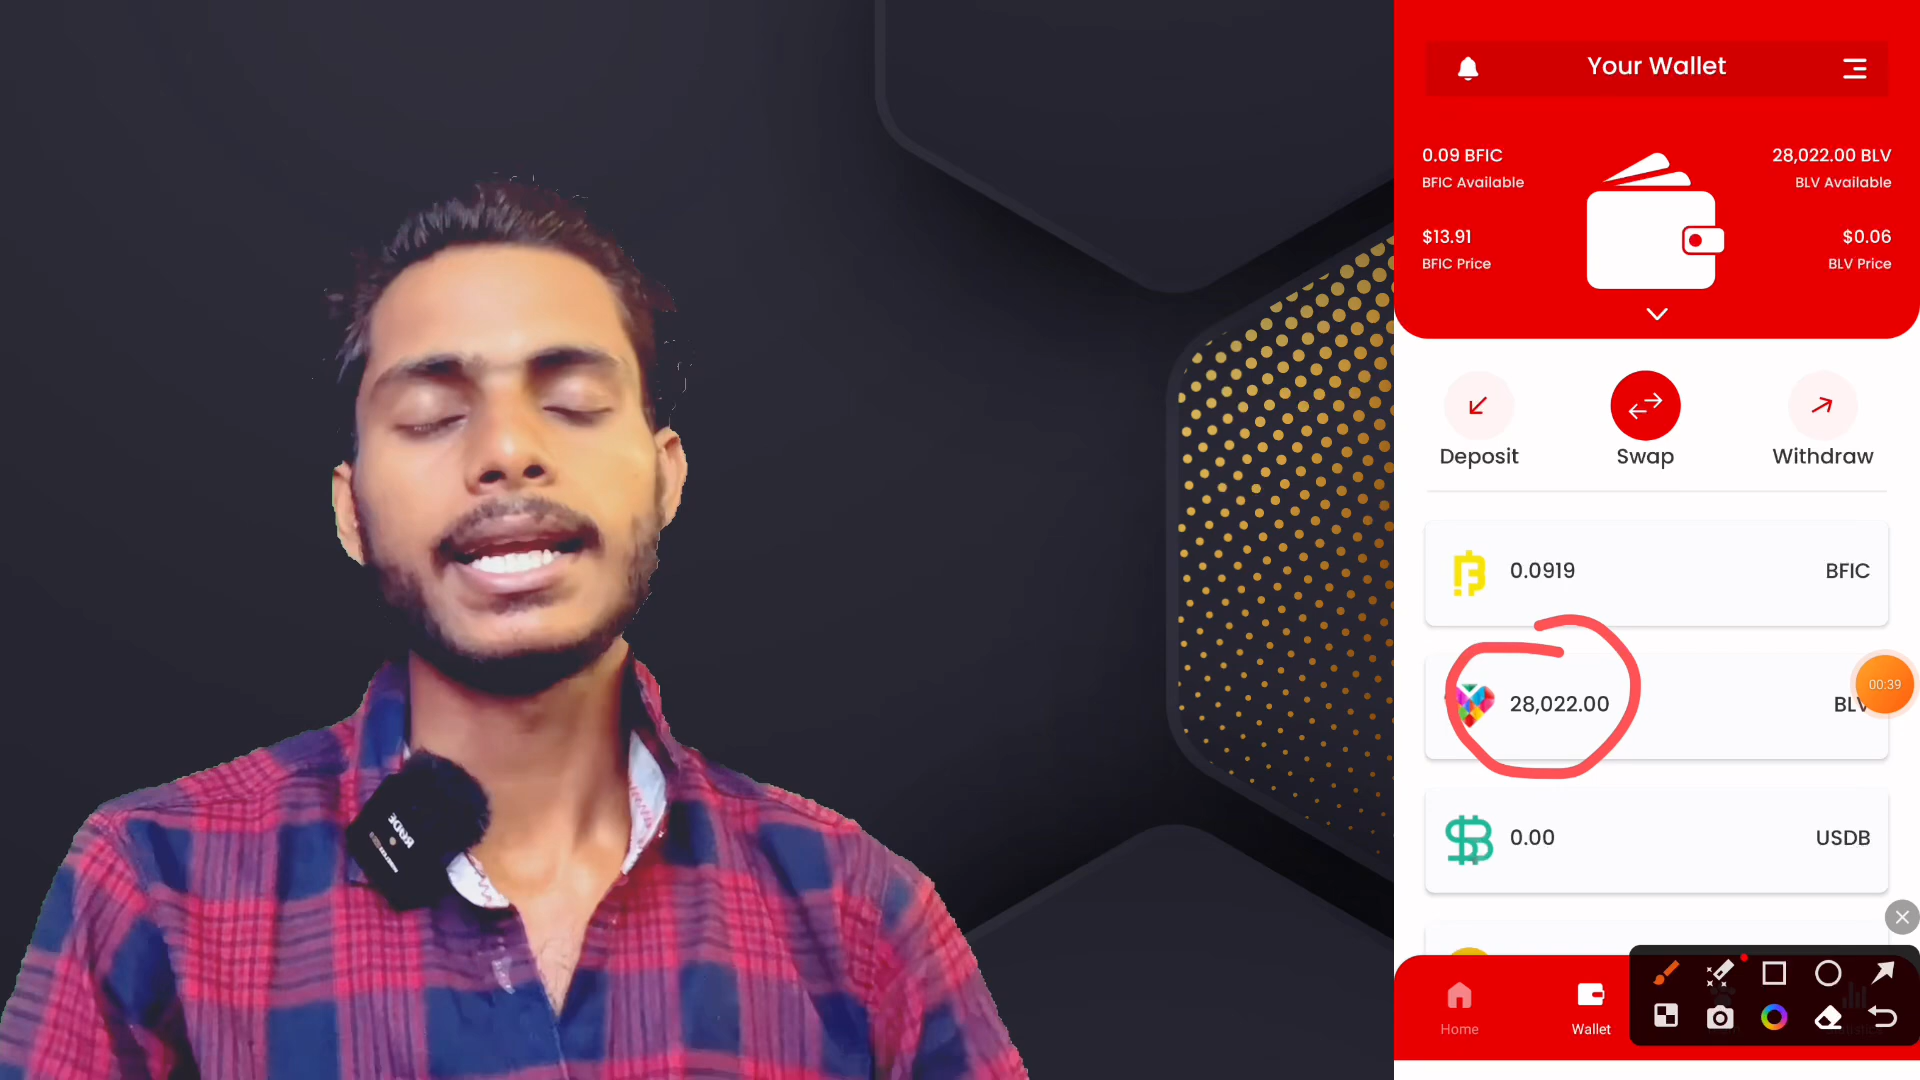 Your Wallet
0.09 BFIC
BFIC Available
28,022.00 BLV
BLV Available
$13.91
BFIC Price
$0.06
BLV Price
Deposit
Swap
Withdraw
0.0919
BFIC
28,022.00
BLV
00:39
0.00
USDB
Home
Wallet